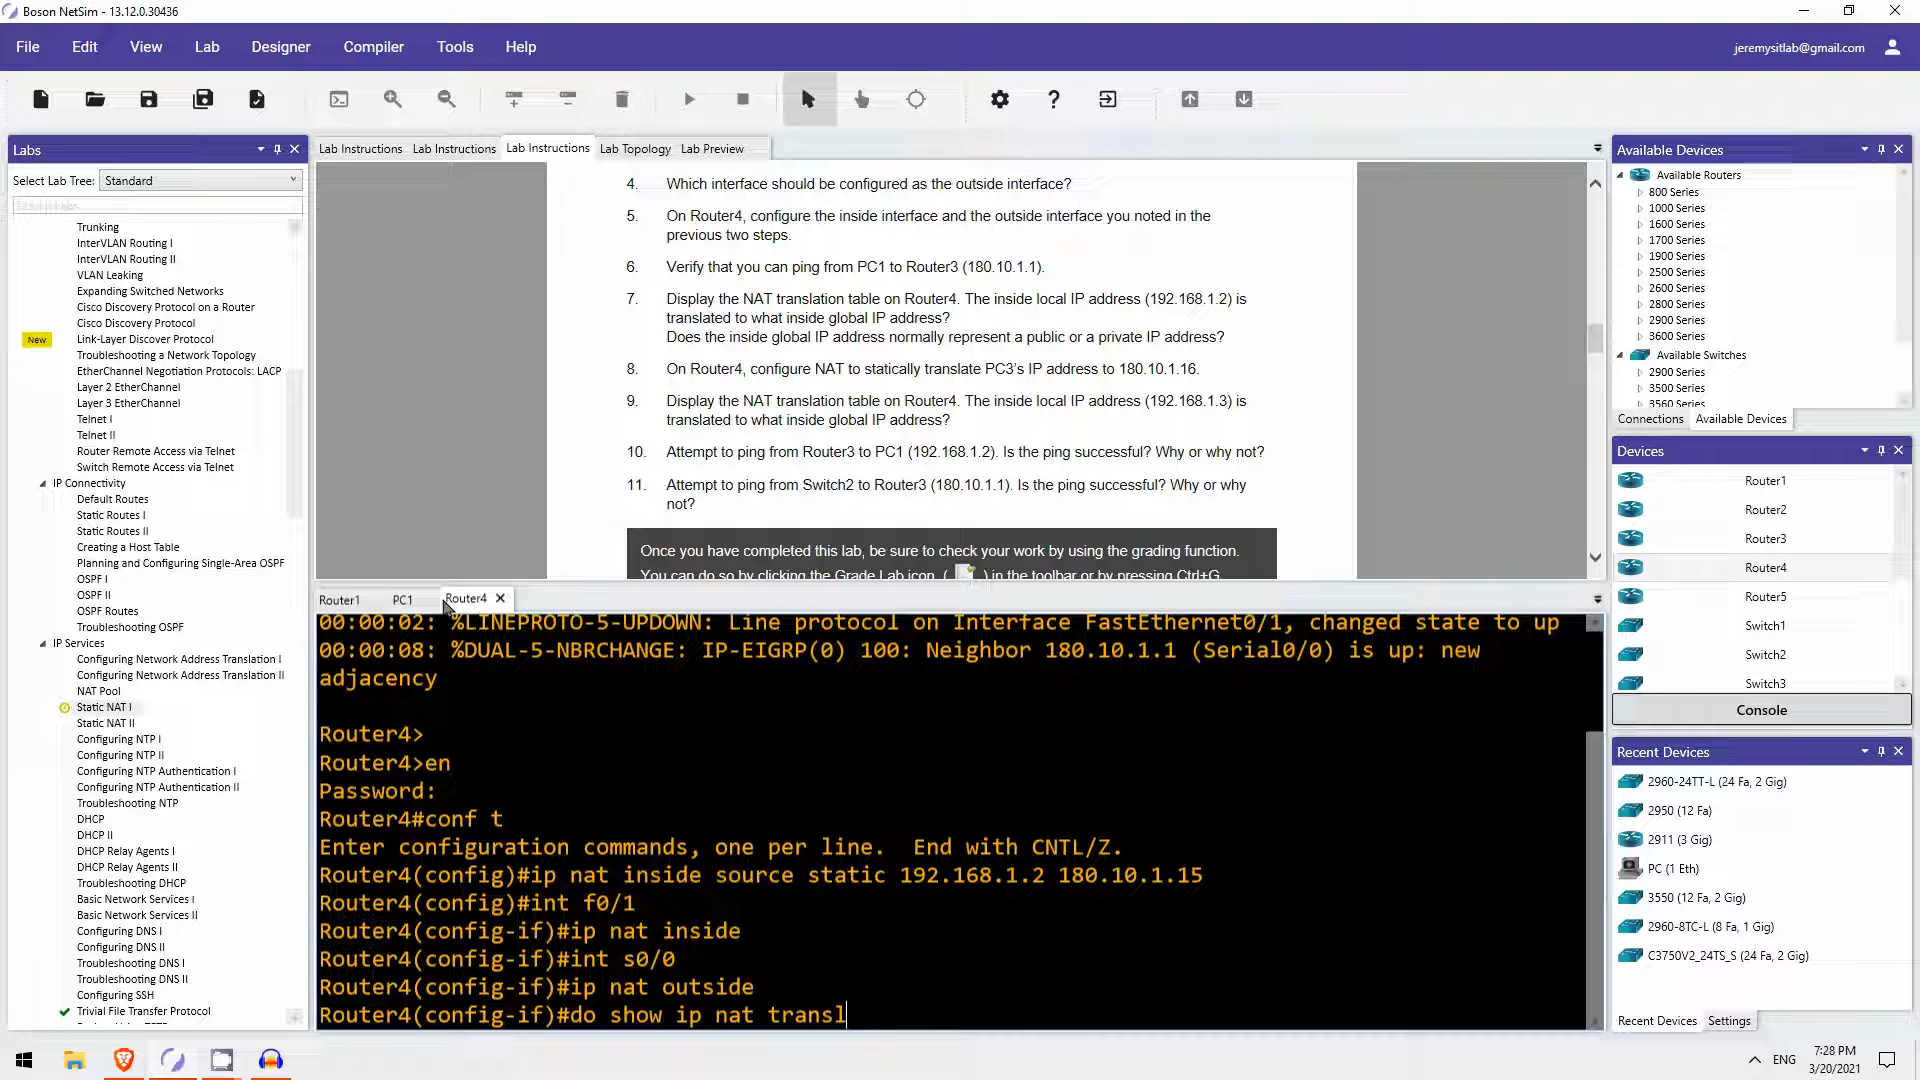 Boson NetSim - 13.12.0.30436
File Edit View Lab Designer Compiler Tools Help
jeremysitlab@gmail.com
Labs
Select Lab Tree: Standard
Trunking
InterVLAN Routing I
InterVLAN Routing II
VLAN Leaking
Expanding Switched Networks
Cisco Discovery Protocol on a Router
Cisco Discovery Protocol
New
Link-Layer Discover Protocol
Troubleshooting a Network Topology
EtherChannel Negotiation Protocols: LACP
Layer 2 EtherChannel
Layer 3 EtherChannel
Telnet I
Telnet II
Router Remote Access via Telnet
Switch Remote Access via Telnet
IP Connectivity
Default Routes
Static Routes I
Static Routes II
Creating a Host Table
Planning and Configuring Single-Area OSPF
OSPF I
OSPF II
OSPF Routes
Troubleshooting OSPF
IP Services
Configuring Network Address Translation I
Configuring Network Address Translation II
NAT Pool
Static NAT I
Static NAT II
Configuring NTP I
Configuring NTP II
Configuring NTP Authentication I
Configuring NTP Authentication II
Troubleshooting NTP
DHCP
DHCP II
DHCP Relay Agents I
DHCP Relay Agents II
Troubleshooting DHCP
Basic Network Services I
Basic Network Services II
Configuring DNS I
Configuring DNS II
Troubleshooting DNS I
Troubleshooting DNS II
Configuring SSH
Trivial File Transfer Protocol
Lab Instructions Lab Instructions Lab Instructions Lab Topology Lab Preview
4. Which interface should be configured as the outside interface?
5. On Router4, configure the inside interface and the outside interface you noted in the
previous two steps.
6. Verify that you can ping from PC1 to Router3 (180.10.1.1).
7. Display the NAT translation table on Router4. The inside local IP address (192.168.1.2) is
translated to what inside global IP address?
Does the inside global IP address normally represent a public or a private IP address?
8. On Router4, configure NAT to statically translate PC3’s IP address to 180.10.1.16.
9. Display the NAT translation table on Router4. The inside local IP address (192.168.1.3) is
translated to what inside global IP address?
10. Attempt to ping from Router3 to PC1 (192.168.1.2). Is the ping successful? Why or why not?
11. Attempt to ping from Switch2 to Router3 (180.10.1.1). Is the ping successful? Why or why
not?
Once you have completed this lab, be sure to check your work by using the grading function.
You can do so by clicking the Grade Lab icon ( ) in the toolbar or by pressing Ctrl+G
Router1 PC1 Router4
00:00:02: %LINEPROTO-5-UPDOWN: Line protocol on Interface FastEthernet0/1, changed state to up
00:00:08: %DUAL-5-NBRCHANGE: IP-EIGRP(0) 100: Neighbor 180.10.1.1 (Serial0/0) is up: new
adjacency
Router4>
Router4>en
Password:
Router4#conf t
Enter configuration commands, one per line.  End with CNTL/Z.
Router4(config)#ip nat inside source static 192.168.1.2 180.10.1.15
Router4(config)#int f0/1
Router4(config-if)#ip nat inside
Router4(config-if)#int s0/0
Router4(config-if)#ip nat outside
Router4(config-if)#do show ip nat transl
Available Devices
Available Routers
800 Series
1000 Series
1600 Series
1700 Series
1900 Series
2500 Series
2600 Series
2800 Series
2900 Series
3600 Series
Available Switches
2900 Series
3500 Series
3560 Series
Connections Available Devices
Devices
Router1
Router2
Router3
Router4
Router5
Switch1
Switch2
Switch3
Console
Recent Devices
2960-24TT-L (24 Fa, 2 Gig)
2950 (12 Fa)
2911 (3 Gig)
PC (1 Eth)
3550 (12 Fa, 2 Gig)
2960-8TC-L (8 Fa, 1 Gig)
C3750V2_24TS_S (24 Fa, 2 Gig)
Recent Devices Settings
ENG
7:28 PM
3/20/2021